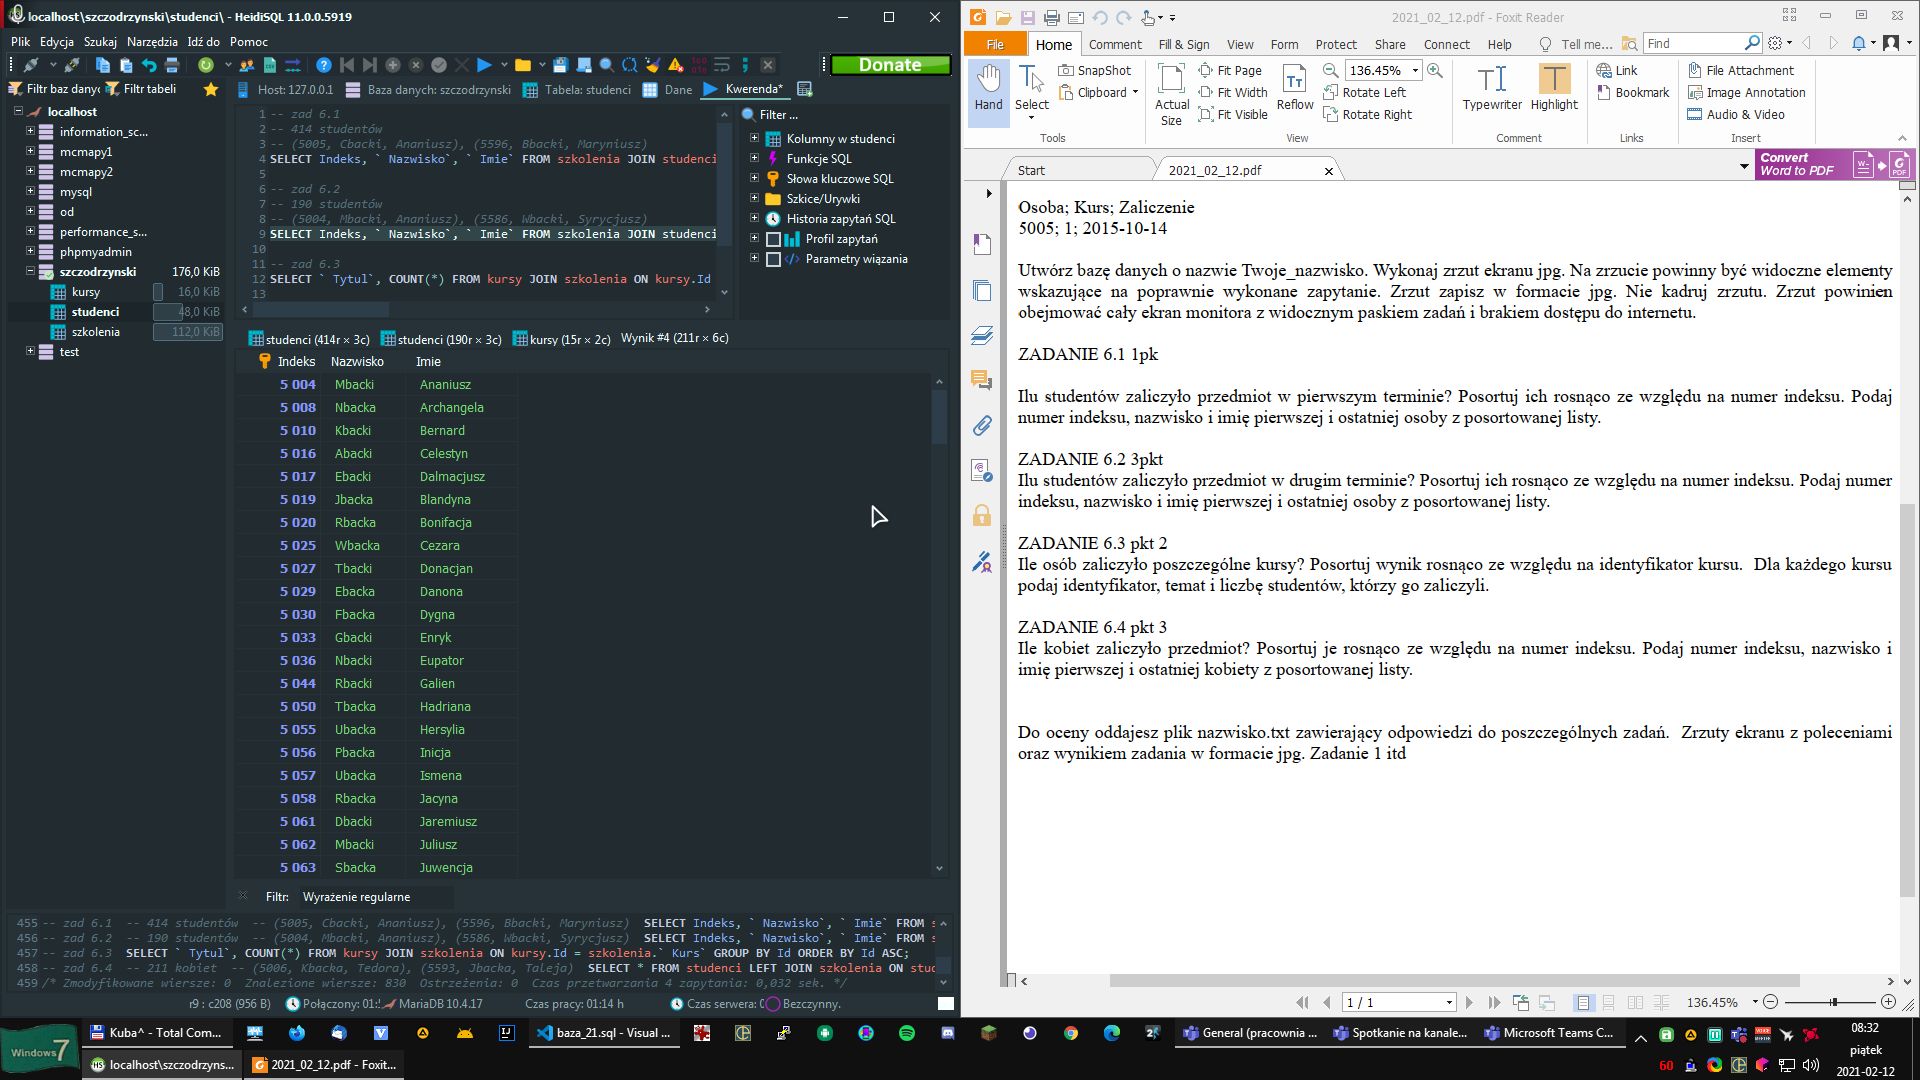 localhost\szczodrzynski\studenci\ - HeidiSQL 11.0.0.5919
Plik Edycja Szukaj Narzędzia Idź do Pomoc
Donate
Filtr baz danyc Filtr tabeli
localhost
information_sc...
mcmapy1
mcmapy2
mysql
od
performance_s...
phpmyadmin
szczodrzynski 176,0 KiB
kursy 16,0 KiB
studenci 48,0 KiB
szkolenia 112,0 KiB
test
Host: 127.0.0.1 Baza danych: szczodrzynski Tabela: studenci Dane Kwerenda*
1 -- zad 6.1
2 -- 414 studentów
3 -- (5005, Cbacki, Ananiusz), (5596, Bbacki, Maryniusz)
4 SELECT Indeks, ` Nazwisko`, ` Imie` FROM szkolenia JOIN studenci
5
6 -- zad 6.2
7 -- 190 studentów
8 -- (5004, Mbacki, Ananiusz), (5586, Wbacki, Syrycjusz)
9 SELECT Indeks, ` Nazwisko`, ` Imie` FROM szkolenia JOIN studenci
10
11 -- zad 6.3
12 SELECT ` Tytul`, COUNT(*) FROM kursy JOIN szkolenia ON kursy.Id
13
Filter ...
Kolumny w studenci
Funkcje SQL
Słowa kluczowe SQL
Szkice/Urywki
Historia zapytań SQL
Profil zapytań
Parametry wiązania
studenci (414r × 3c) studenci (190r × 3c) kursy (15r × 2c) Wynik #4 (211r × 6c)
Indeks Nazwisko Imie
5 004 Mbacki Ananiusz
5 008 Nbacka Archangela
5 010 Kbacki Bernard
5 016 Abacki Celestyn
5 017 Ebacki Dalmacjusz
5 019 Jbacka Blandyna
5 020 Rbacka Bonifacja
5 025 Wbacka Cezara
5 027 Tbacki Donacjan
5 029 Ebacka Danona
5 030 Fbacka Dygna
5 033 Gbacki Enryk
5 036 Nbacki Eupator
5 044 Rbacki Galien
5 050 Tbacka Hadriana
5 055 Ubacka Hersylia
5 056 Pbacka Inicja
5 057 Ubacka Ismena
5 058 Rbacka Jacyna
5 061 Dbacki Jaremiusz
5 062 Mbacki Juliusz
5 063 Sbacka Juwencja
Filtr: Wyrażenie regularne
455 -- zad 6.1 -- 414 studentów -- (5005, Cbacki, Ananiusz), (5596, Bbacki, Maryniusz) SELECT Indeks, ` Nazwisko`, ` Imie` FROM s
456 -- zad 6.2 -- 190 studentów -- (5004, Mbacki, Ananiusz), (5586, Wbacki, Syrycjusz) SELECT Indeks, ` Nazwisko`, ` Imie` FROM s
457 -- zad 6.3 SELECT ` Tytul`, COUNT(*) FROM kursy JOIN szkolenia ON kursy.Id = szkolenia.` Kurs` GROUP BY Id ORDER BY Id ASC;
458 -- zad 6.4 -- 211 kobiet -- (5006, Kbacka, Tedora), (5593, Jbacka, Taleja) SELECT * FROM studenci LEFT JOIN szkolenia ON stud
459 /* Zmodyfikowane wiersze: 0 Znalezione wiersze: 830 Ostrzeżenia: 0 Czas przetwarzania 4 zapytania: 0,032 sek. */
r9 : c208 (956 B) Połączony: 01: MariaDB 10.4.17 Czas pracy: 01:14 h Czas serwera: 0 Bezczynny.
2021_02_12.pdf - Foxit Reader
File Home Comment Fill & Sign View Form Protect Share Connect Help Tell me... Find
Hand Select SnapShot Clipboard Actual Size Fit Page Fit Width Fit Visible Reflow 136.45% Rotate Left Rotate Right Typewriter Highlight Link Bookmark File Attachment Image Annotation Audio & Video
Tools View Comment Links Insert
Start 2021_02_12.pdf
Convert Word to PDF
Osoba; Kurs; Zaliczenie
5005; 1; 2015-10-14
Utwórz bazę danych o nazwie Twoje_nazwisko. Wykonaj zrzut ekranu jpg. Na zrzucie powinny być widoczne elementy
wskazujące na poprawnie wykonane zapytanie. Zrzut zapisz w formacie jpg. Nie kadruj zrzutu. Zrzut powinien
obejmować cały ekran monitora z widocznym paskiem zadań i brakiem dostępu do internetu.
ZADANIE 6.1 1pk
Ilu studentów zaliczyło przedmiot w pierwszym terminie? Posortuj ich rosnąco ze względu na numer indeksu. Podaj
numer indeksu, nazwisko i imię pierwszej i ostatniej osoby z posortowanej listy.
ZADANIE 6.2 3pkt
Ilu studentów zaliczyło przedmiot w drugim terminie? Posortuj ich rosnąco ze względu na numer indeksu. Podaj numer
indeksu, nazwisko i imię pierwszej i ostatniej osoby z posortowanej listy.
ZADANIE 6.3 pkt 2
Ile osób zaliczyło poszczególne kursy? Posortuj wynik rosnąco ze względu na identyfikator kursu. Dla każdego kursu
podaj identyfikator, temat i liczbę studentów, którzy go zaliczyli.
ZADANIE 6.4 pkt 3
Ile kobiet zaliczyło przedmiot? Posortuj je rosnąco ze względu na numer indeksu. Podaj numer indeksu, nazwisko i
imię pierwszej i ostatniej kobiety z posortowanej listy.
Do oceny oddajesz plik nazwisko.txt zawierający odpowiedzi do poszczególnych zadań. Zrzuty ekranu z poleceniami
oraz wynikiem zadania w formacie jpg. Zadanie 1 itd
1 / 1 136.45%
Windows 7
Kuba^ - Total Com... baza_21.sql - Visual ... General (pracownia ... Spotkanie na kanale... Microsoft Teams C... 08:32
piątek
localhost\szczodrzyns... 2021_02_12.pdf - Foxit... 60 2021-02-12